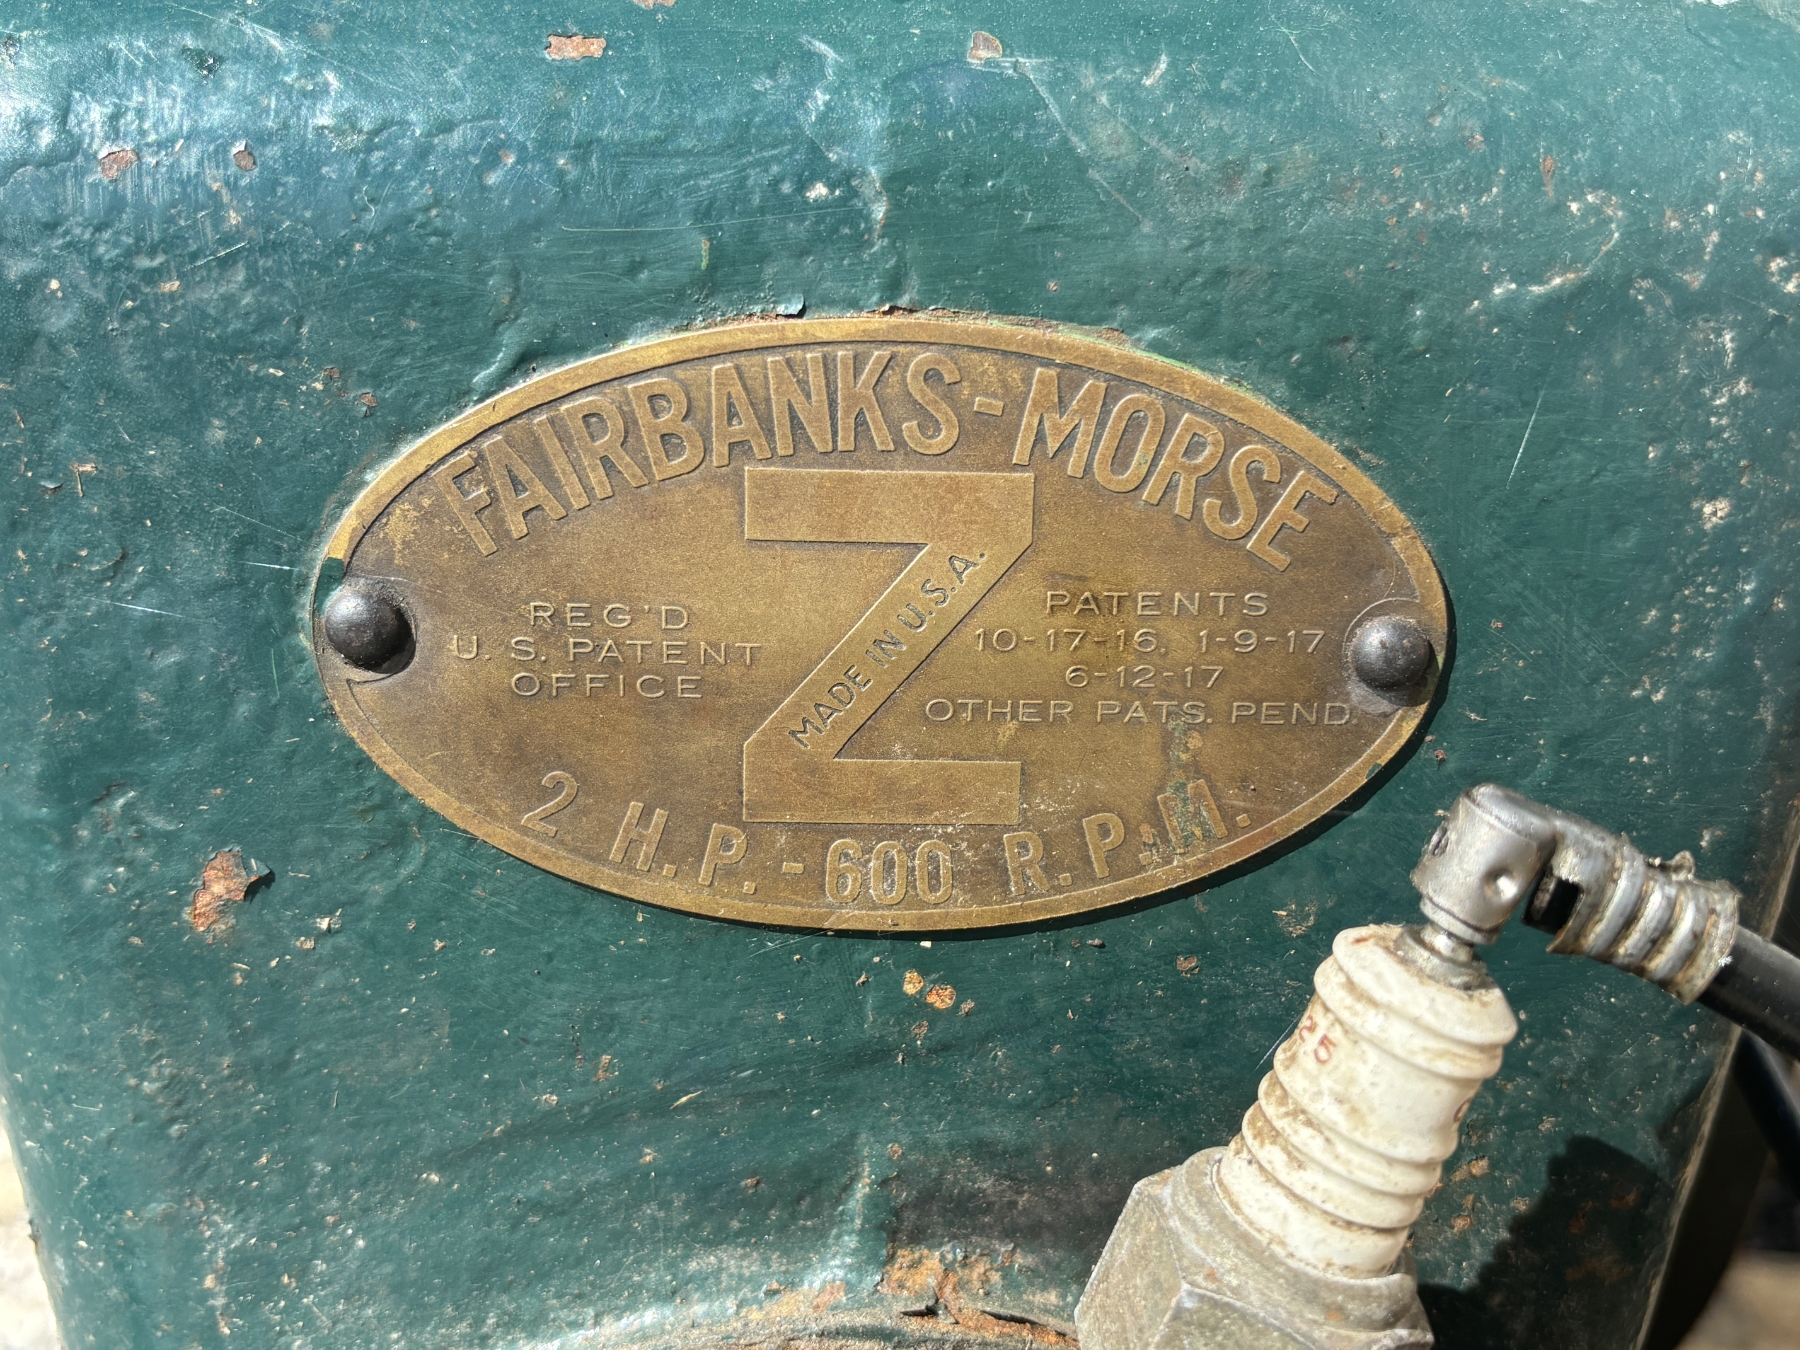 FAIRBANKS-MORSE
Z
MADE IN U.S.A.
REG'D
U. S. PATENT
OFFICE
PATENTS
10-17-16, 1-9-17
6-12-17
OTHER PATS. PEND.
2 H.P. - 600 R.P.M.
25